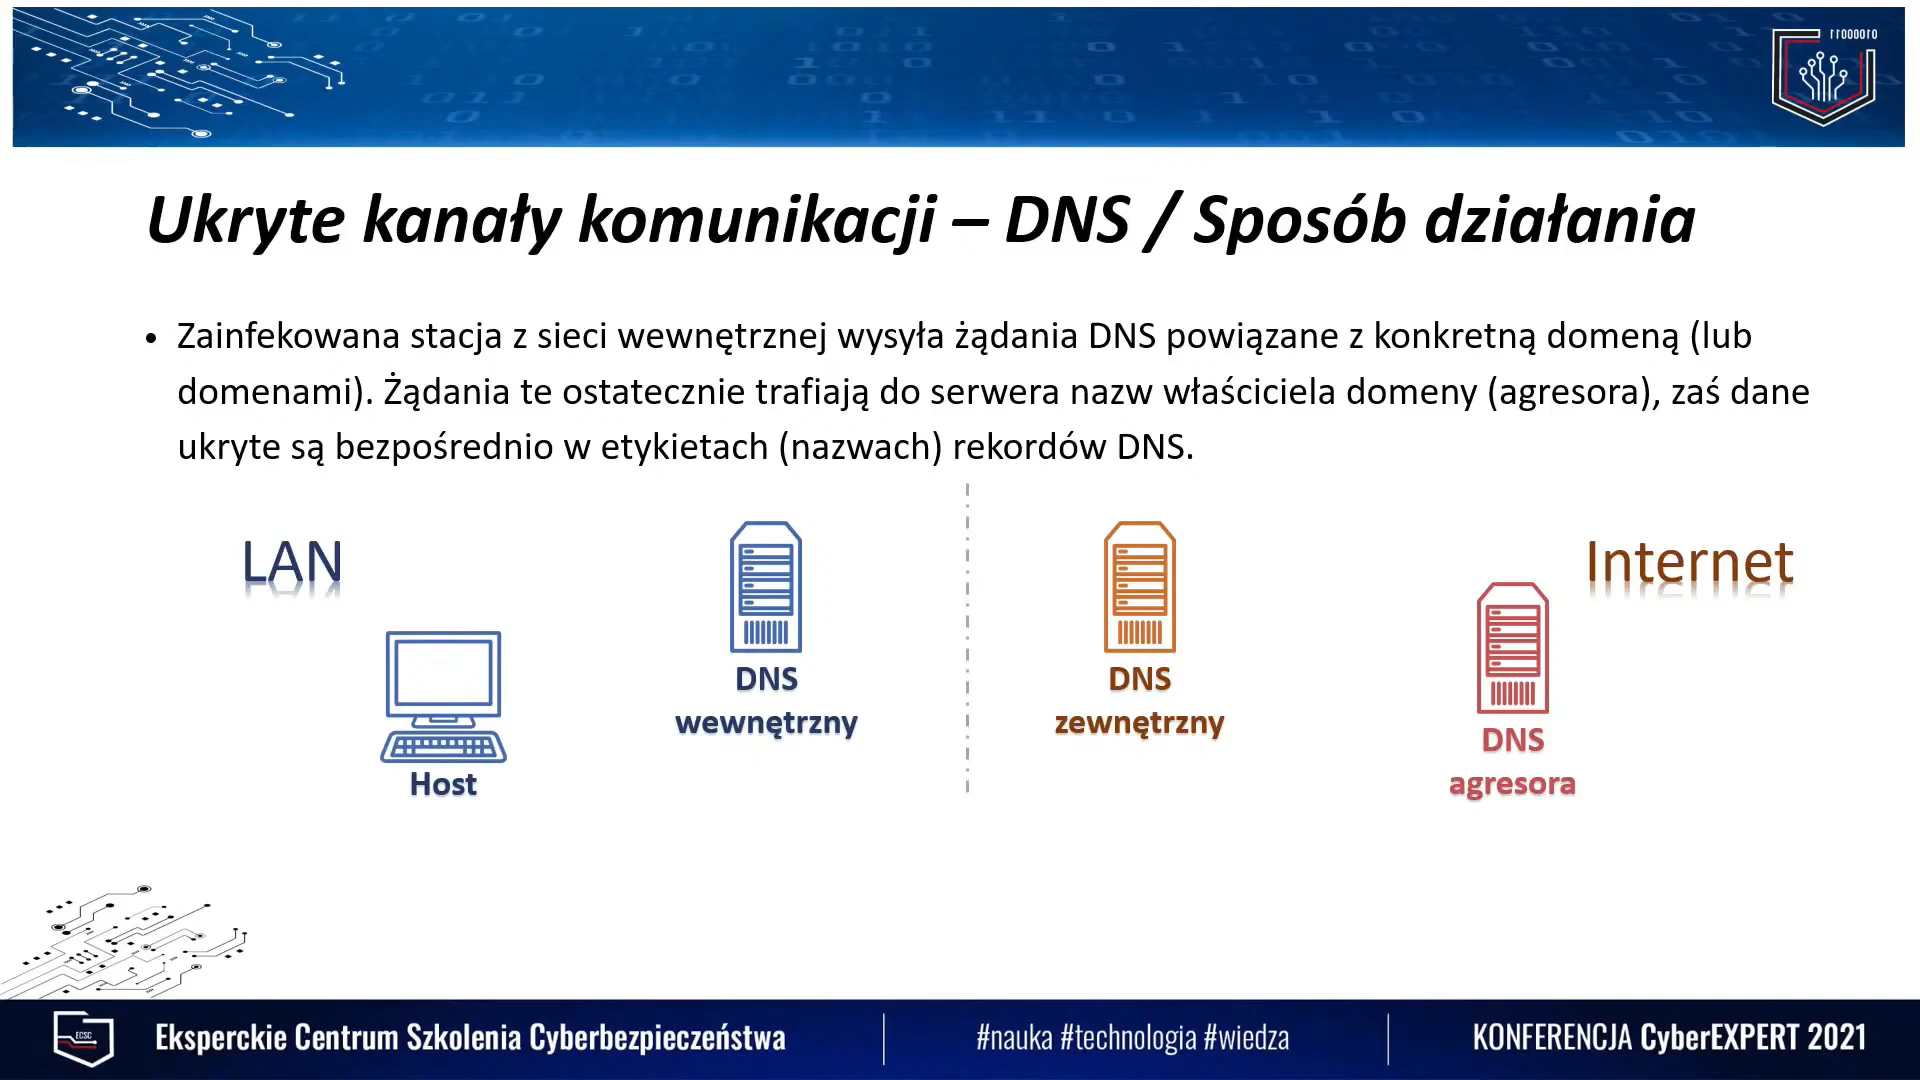 11000010
Ukryte kanały komunikacji – DNS / Sposób działania
• Zainfekowana stacja z sieci wewnętrznej wysyła żądania DNS powiązane z konkretną domeną (lub
domenami). Żądania te ostatecznie trafiają do serwera nazw właściciela domeny (agresora), zaś dane
ukryte są bezpośrednio w etykietach (nazwach) rekordów DNS.
LAN
Internet
DNS
wewnętrzny
DNS
zewnętrzny
Host
DNS
agresora
ECSC
Eksperckie Centrum Szkolenia Cyberbezpieczeństwa
#nauka #technologia #wiedza
KONFERENCJA CyberEXPERT 2021